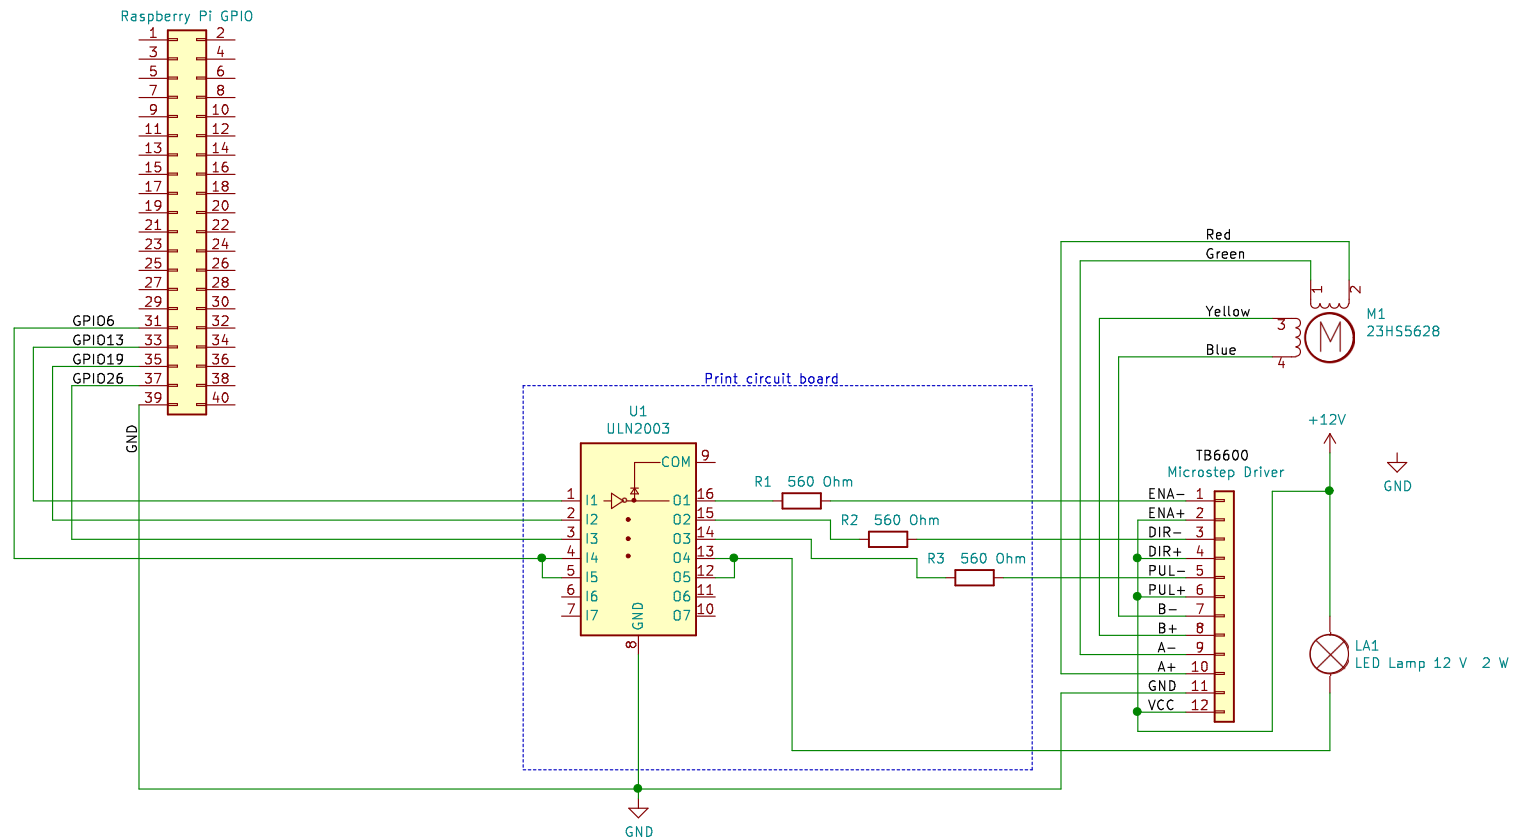 Raspberry Pi GPIO
1 2
3 4
5 6
7 8
9 10
11 12
13 14
15 16
17 18
19 20
21 22
23 24
25 26
27 28
29 30
GPIO6 31 32
GPIO13 33 34
GPIO19 35 36
GPIO26 37 38
39 40
GND
Print circuit board
U1
ULN2003
COM 9
1 I1 O1 16
2 I2 O2 15
3 I3 O3 14
4 I4 O4 13
5 I5 O5 12
6 I6 O6 11
7 I7 O7 10
GND
8
GND
R1 560 Ohm
R2 560 Ohm
R3 560 Ohm
Red
Green
Yellow
Blue
1 2
3
4
M
M1
23HS5628
+12V
GND
TB6600
Microstep Driver
ENA- 1
ENA+ 2
DIR- 3
DIR+ 4
PUL- 5
PUL+ 6
B- 7
B+ 8
A- 9
A+ 10
GND 11
VCC 12
LA1
LED Lamp 12 V 2 W